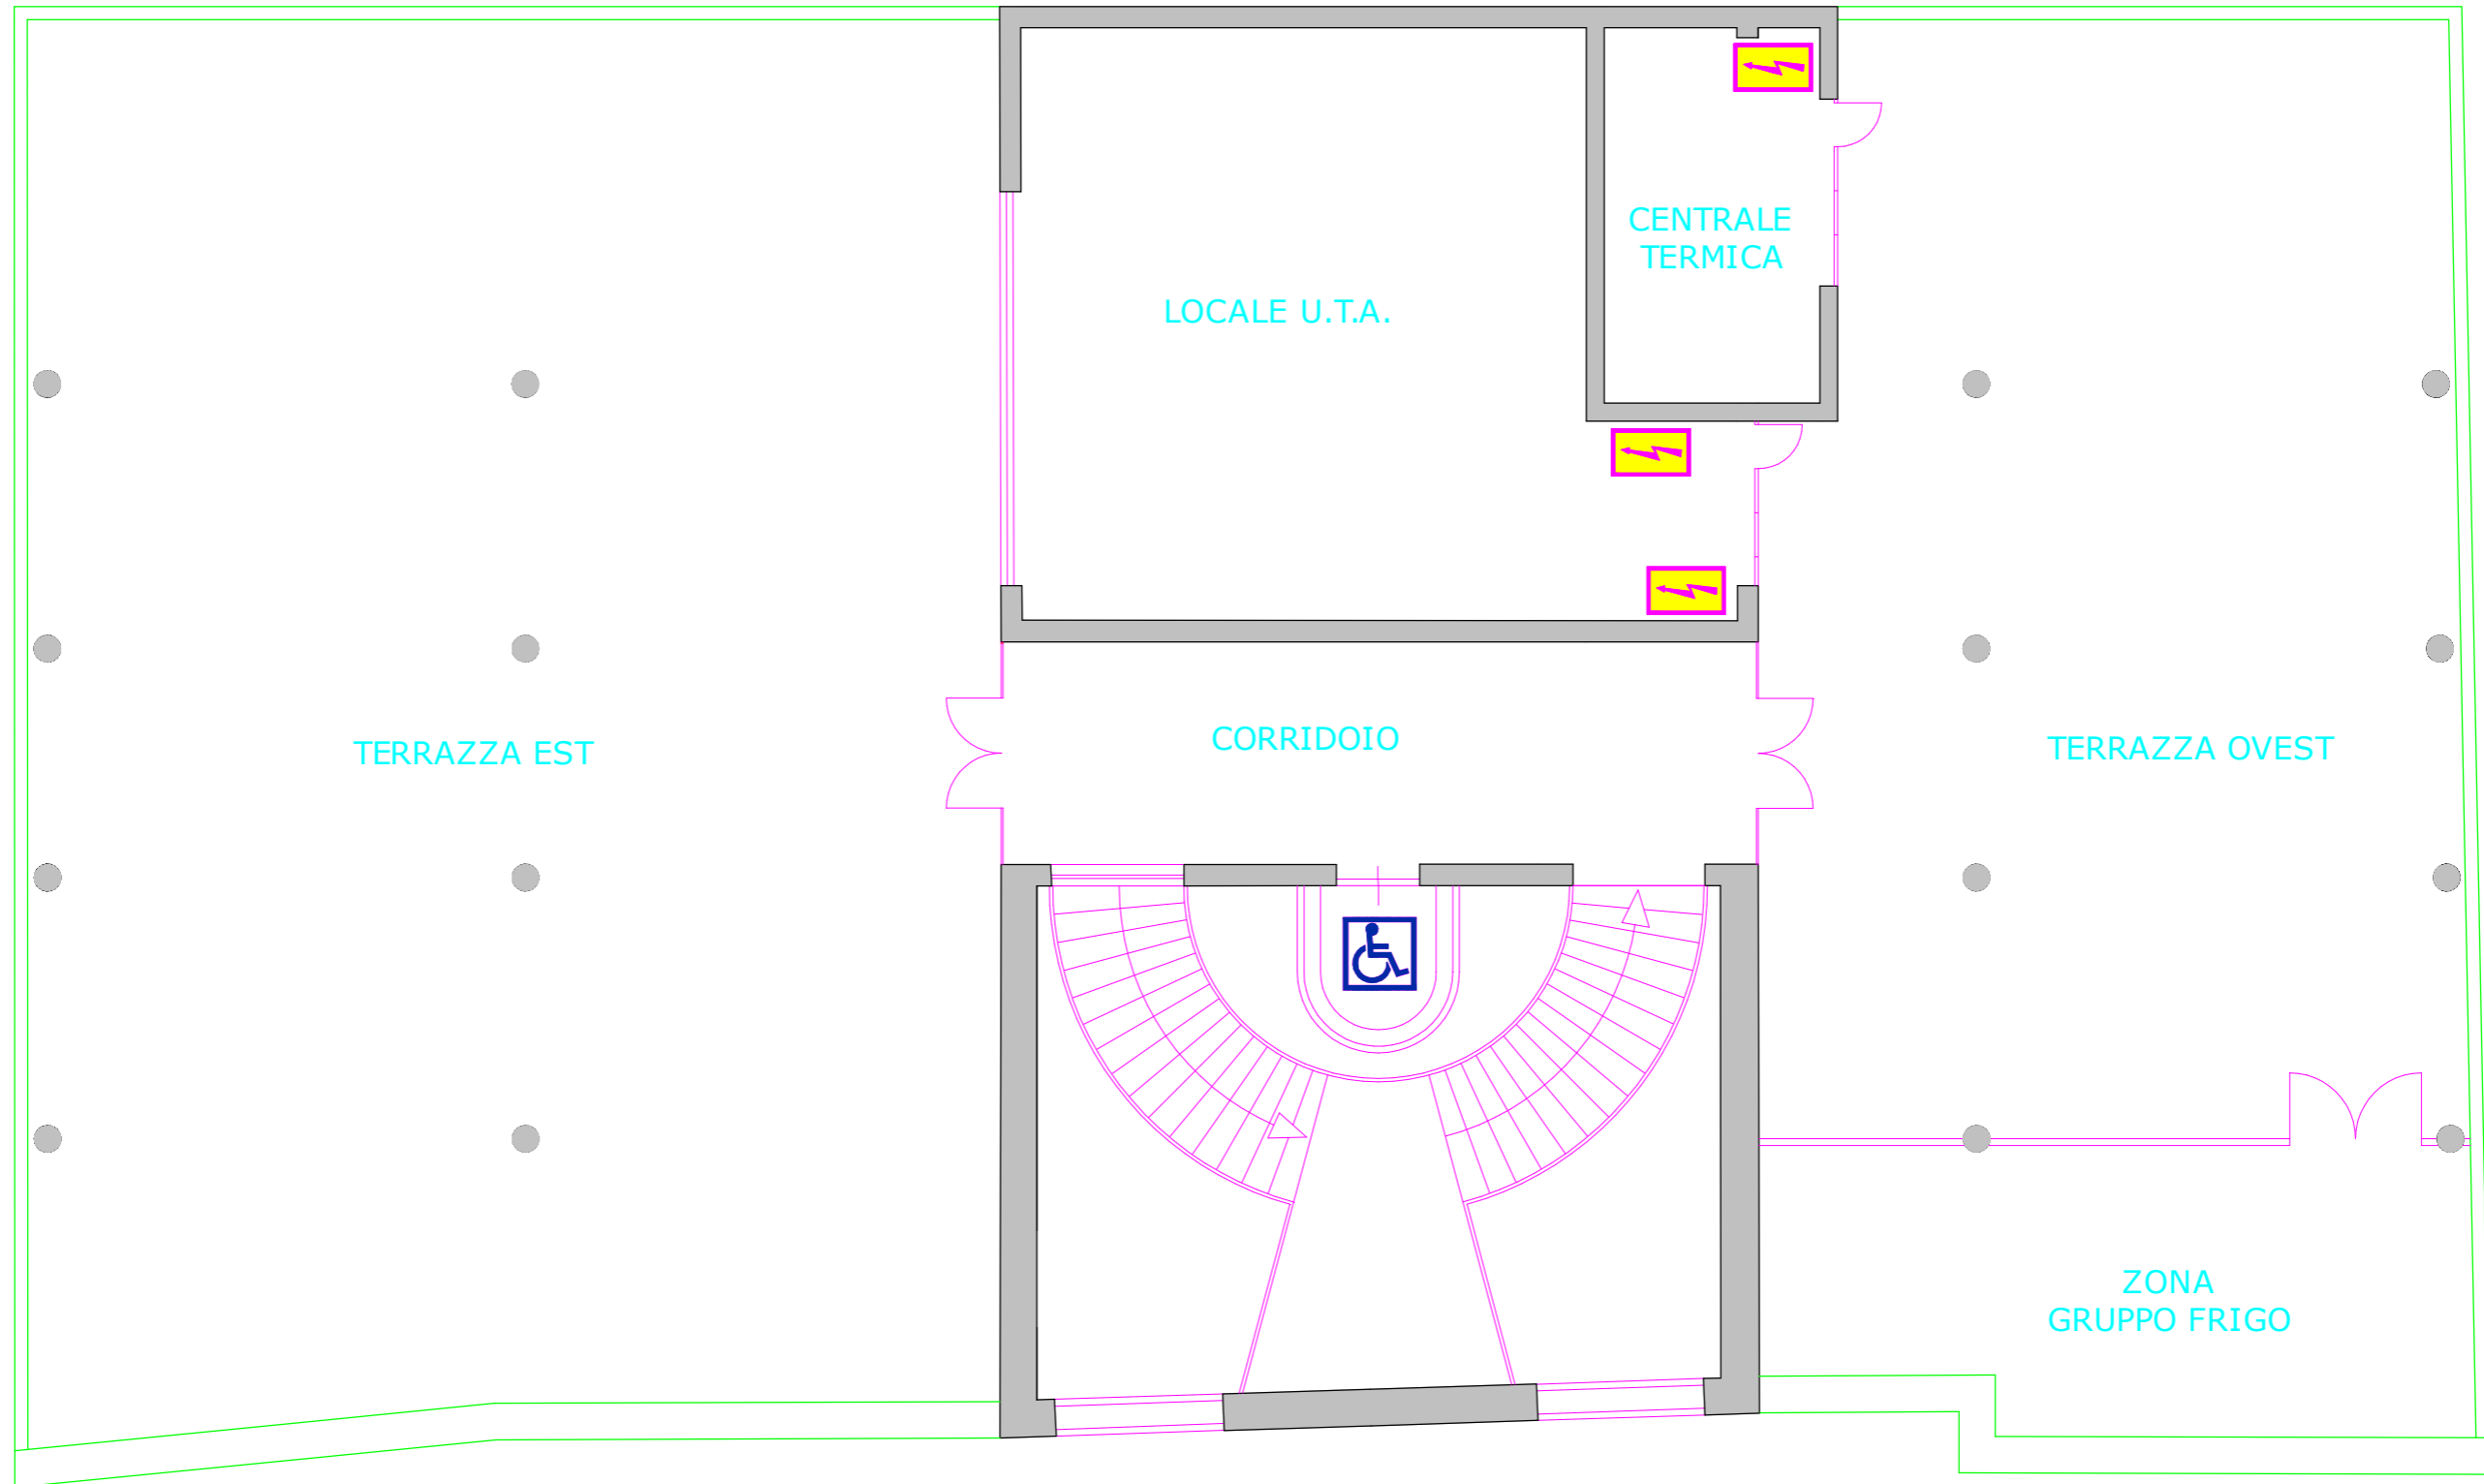 CENTRALE
TERMICA
LOCALE U.T.A.
TERRAZZA EST
CORRIDOIO
TERRAZZA OVEST
ZONA
GRUPPO FRIGO